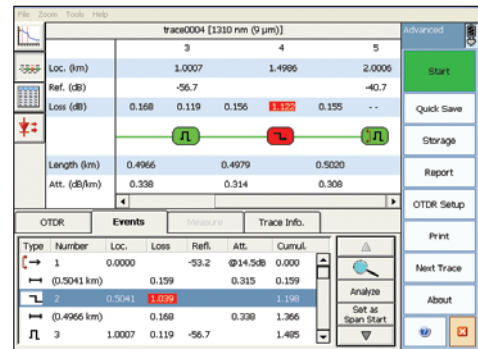 File Zoom Tools Help
trace0004 [1310 nm (9 µm)]
Advanced
3 4 5
Loc. (km) 1.0007 1.4986 2.0006
Ref. (dB) -56.7 -40.7
Loss (dB) 0.168 0.119 0.156 1.122 0.155 --
Length (km) 0.4966 0.4979 0.5020
Att. (dB/km) 0.338 0.314 0.308
OTDR Events Measure Trace Info.
Type Number Loc. Loss Refl. Att. Cumul.
1 0.0000 -53.2 @14.5dB 0.000
(0.5041 km) 0.159 0.315 0.159
2 0.5041 1.039 1.198
(0.4966 km) 0.168 0.338 1.366
3 1.0007 0.119 -56.7 1.485
Analyze
Set as
Span Start
Start
Quick Save
Storage
Report
OTDR Setup
Print
Next Trace
About